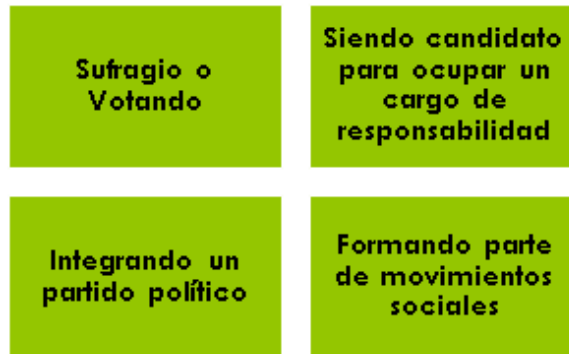 Sufragio o
Votando
Siendo candidato
para ocupar un
cargo de
responsabilidad
Integrando un
partido político
Formando parte
de movimientos
sociales